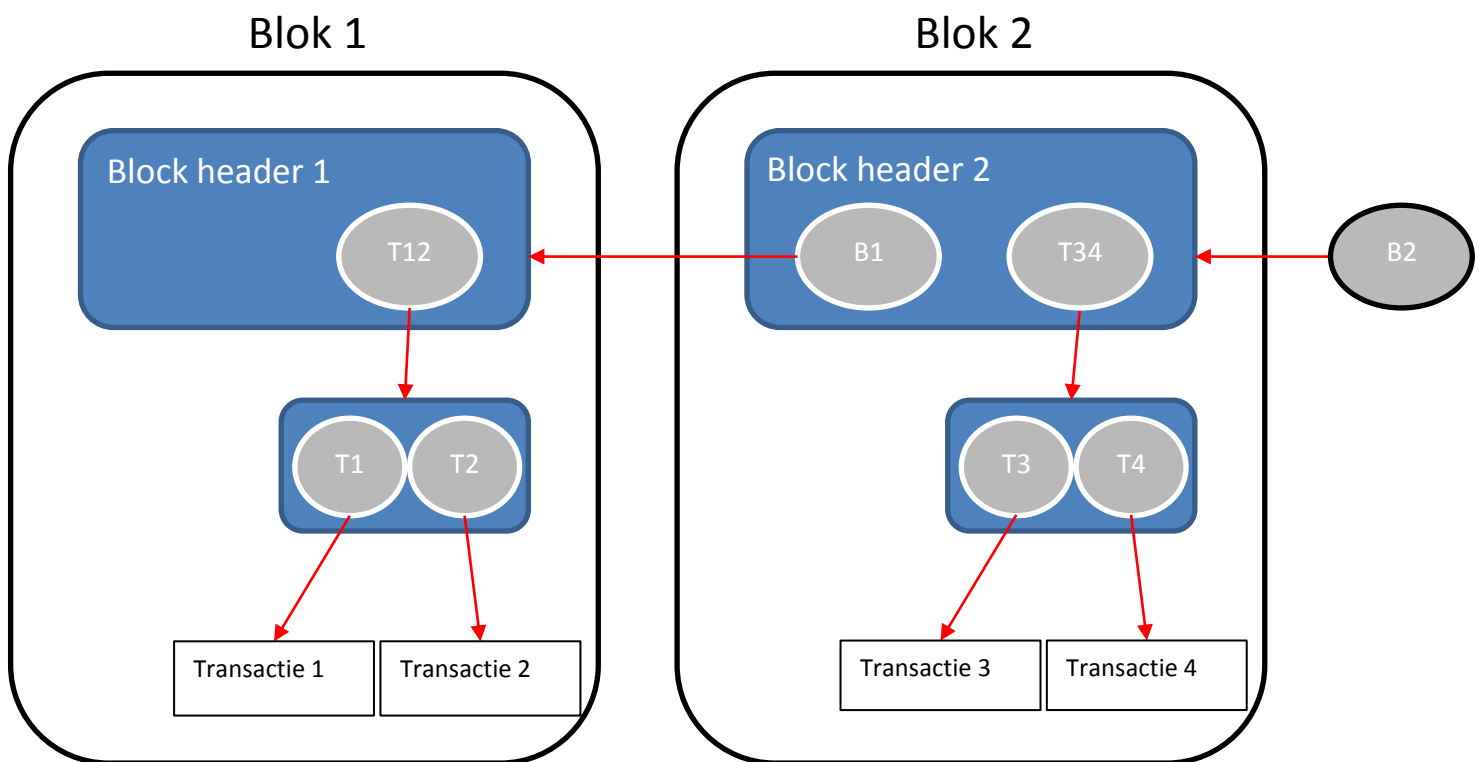 Blok 1
Blok 2
Block header 1
Block header 2
T12
B1
T34
B2
T1
T2
T3
T4
Transactie 1
Transactie 2
Transactie 3
Transactie 4